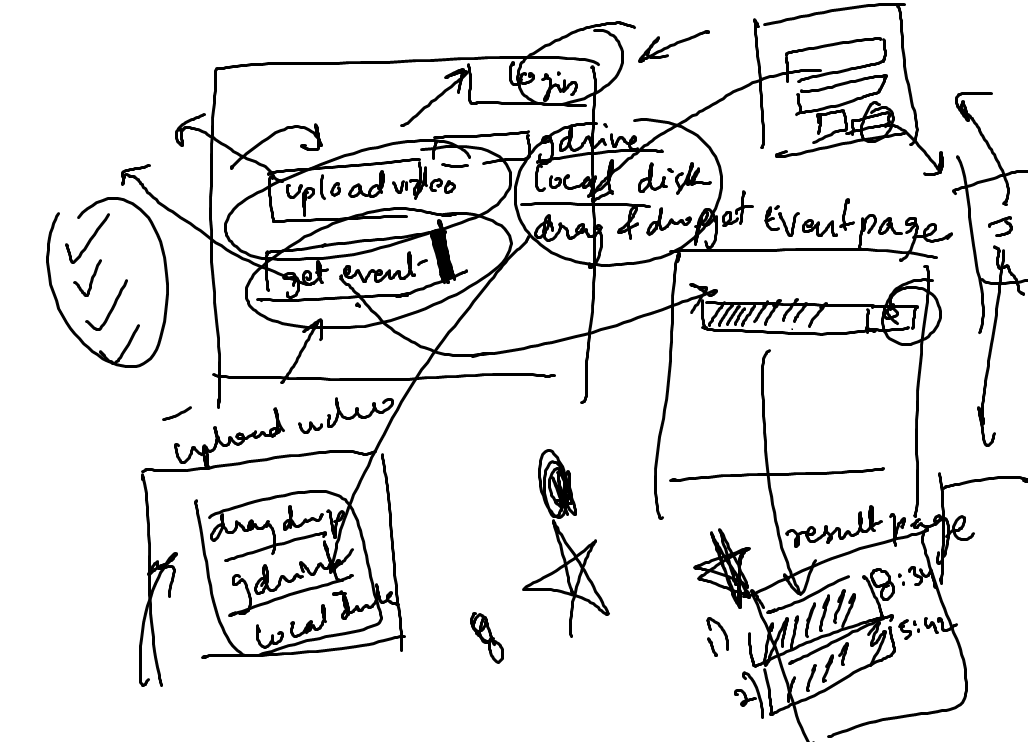 Login
gdrive
upload video
local disk
drag & drop
get Event page
get event
upload video
drag drop
gdrive
local
result page
8:34
1)
5:42
2)